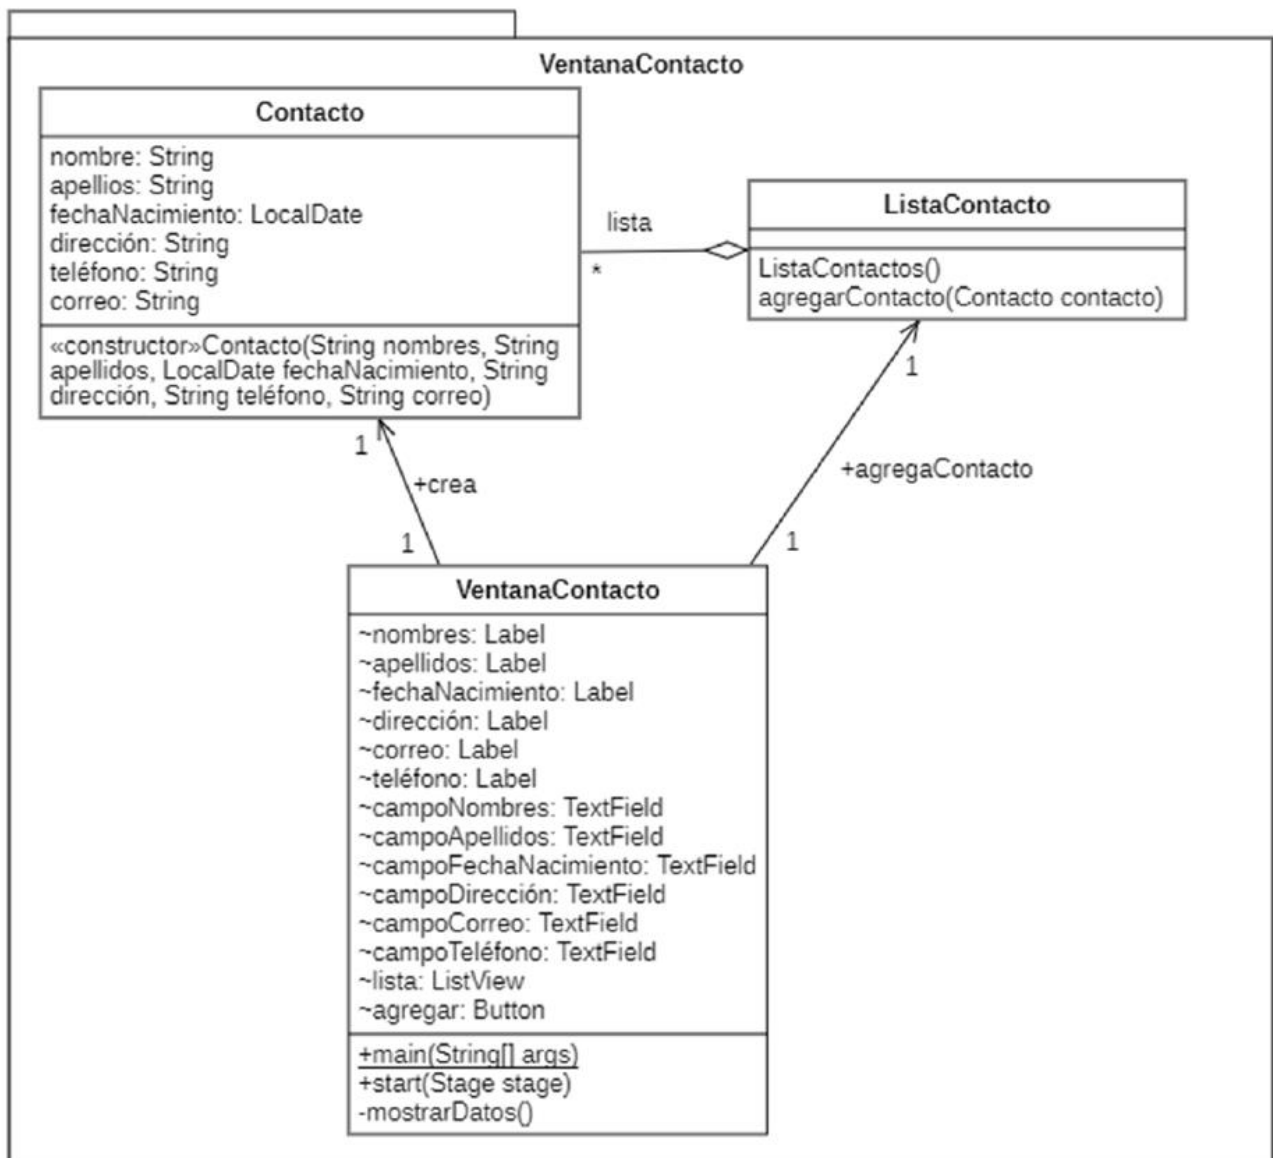 VentanaContacto
Contacto
nombre: String
apellios: String
fechaNacimiento: LocalDate
dirección: String
teléfono: String
correo: String
«constructor»Contacto(String nombres, String
apellidos, LocalDate fechaNacimiento, String
dirección, String teléfono, String correo)
lista
*
ListaContacto
ListaContactos()
agregarContacto(Contacto contacto)
1
+crea
1
1
+agregaContacto
1
VentanaContacto
~nombres: Label
~apellidos: Label
~fechaNacimiento: Label
~dirección: Label
~correo: Label
~teléfono: Label
~campoNombres: TextField
~campoApellidos: TextField
~campoFechaNacimiento: TextField
~campoDirección: TextField
~campoCorreo: TextField
~campoTeléfono: TextField
~lista: ListView
~agregar: Button
+main(String[] args)
+start(Stage stage)
-mostrarDatos()